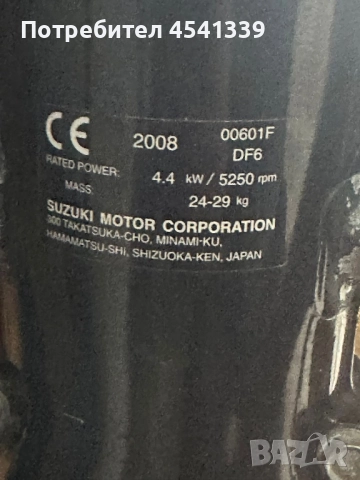 Потребител 4541339
CE 2008 00601F
DF6
RATED POWER: 4.4 kW / 5250 rpm
MASS: 24-29 kg
SUZUKI MOTOR CORPORATION
300 TAKATSUKA-CHO, MINAMI-KU,
HAMAMATSU-SHI, SHIZUOKA-KEN, JAPAN
BAZAR